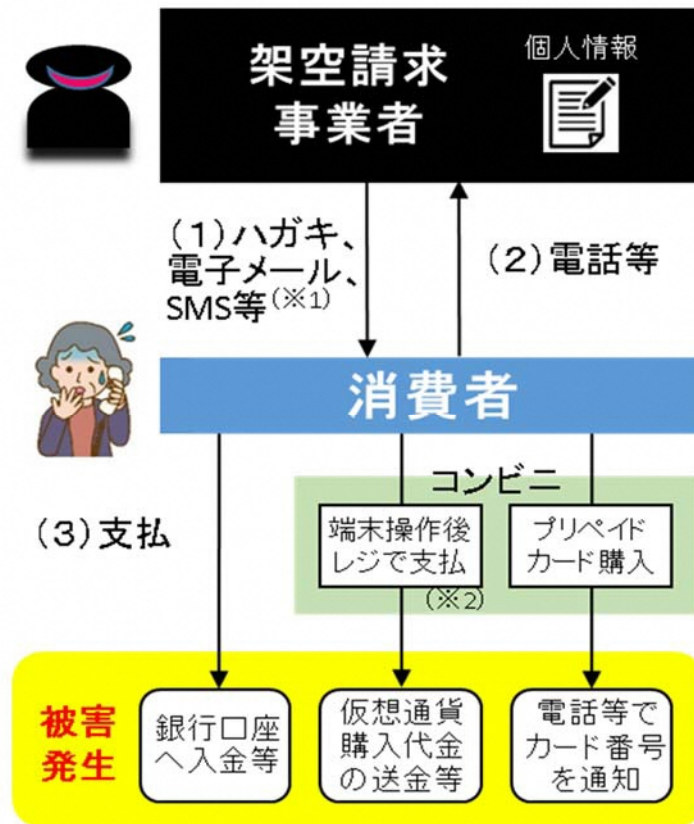 架空請求
事業者
個人情報
(1)ハガキ、
電子メール、
SMS等(※1)
(2)電話等
消費者
コンビニ
(3)支払
端末操作後
レジで支払
(※2)
プリペイド
カード購入
被害
発生
銀行口座
へ入金等
仮想通貨
購入代金
の送金等
電話等で
カード番号
を通知